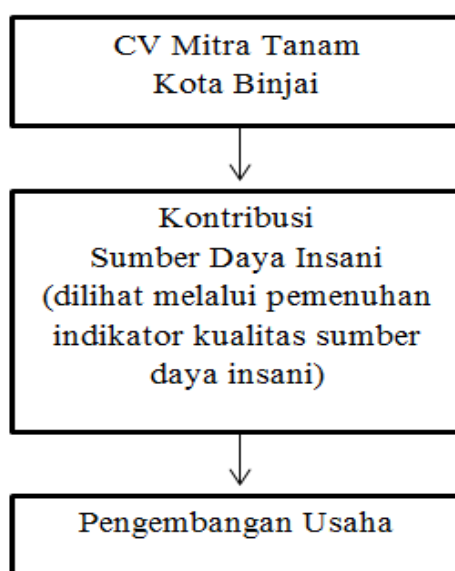 CV Mitra Tanam
Kota Binjai
Kontribusi
Sumber Daya Insani
(dilihat melalui pemenuhan
indikator kualitas sumber
daya insani)
Pengembangan Usaha